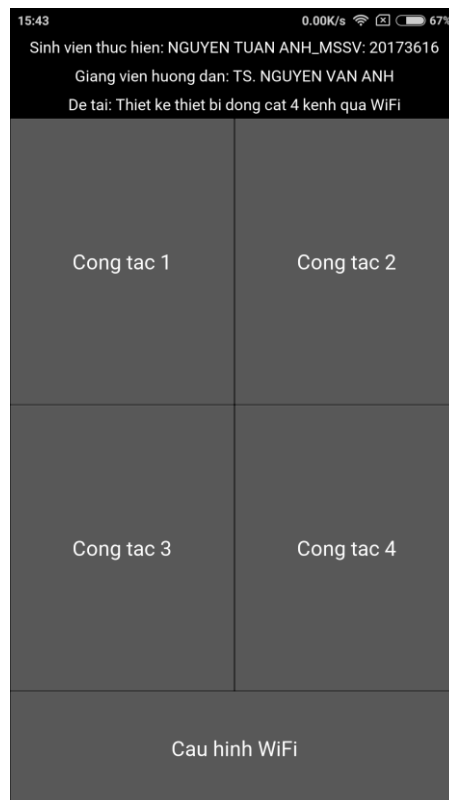 15:43 0.00K/s 67%
Sinh vien thuc hien: NGUYEN TUAN ANH_MSSV: 20173616
Giang vien huong dan: TS. NGUYEN VAN ANH
De tai: Thiet ke thiet bi dong cat 4 kenh qua WiFi
Cong tac 1 Cong tac 2
Cong tac 3 Cong tac 4
Cau hinh WiFi